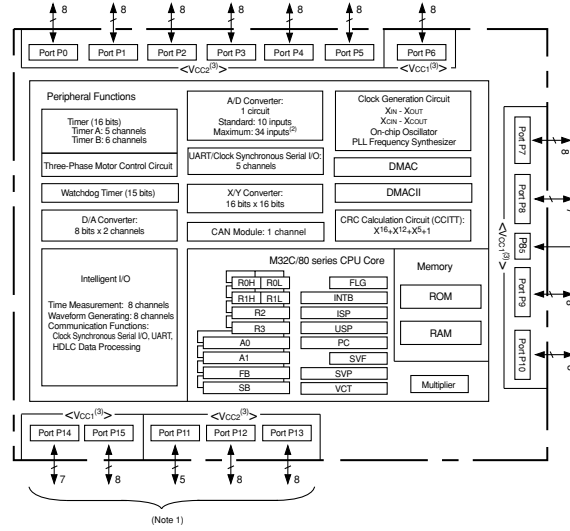 8 8 8 8 8 8 8
Port P0 Port P1 Port P2 Port P3 Port P4 Port P5 Port P6
<VCC2(3)> <VCC1(3)>
Peripheral Functions
Timer (16 bits)
Timer A: 5 channels
Timer B: 6 channels
Three-Phase Motor Control Circuit
Watchdog Timer (15 bits)
D/A Converter:
8 bits x 2 channels
A/D Converter:
1 circuit
Standard: 10 inputs
Maximum: 34 inputs(2)
UART/Clock Synchronous Serial I/O:
5 channels
X/Y Converter:
16 bits x 16 bits
CAN Module: 1 channel
Clock Generation Circuit
XIN - XOUT
XCIN - XCOUT
On-chip Oscillator
PLL Frequency Synthesizer
DMAC
DMACII
CRC Calculation Circuit (CCITT):
X16+X12+X5+1
Intelligent I/O
Time Measurement: 8 channels
Waveform Generating: 8 channels
Communication Functions:
Clock Synchronous Serial I/O, UART,
HDLC Data Processing
M32C/80 series CPU Core
R0H R0L
R1H R1L
R2
R3
A0
A1
FB
SB
FLG
INTB
ISP
USP
PC
SVF
SVP
VCT
Memory
ROM
RAM
Multiplier
<VCC1(3)>
Port P7
8
Port P8
7
P85
Port P9
8
Port P10
8
<VCC1(3)> <VCC2(3)>
Port P14 Port P15 Port P11 Port P12 Port P13
7 8 5 8 8
(Note 1)